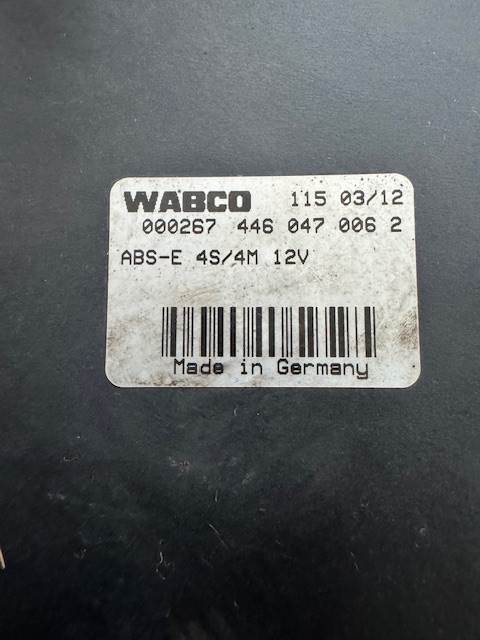 WABCO 115 03/12
000267 446 047 006 2
ABS-E 4S/4M 12V
Made in Germany